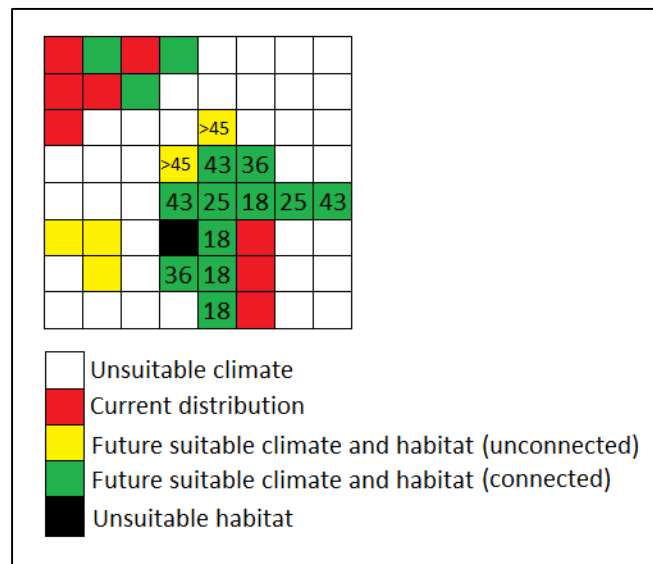 >45
>45 43 36
43 25 18 25 43
18
36 18
18
Unsuitable climate
Current distribution
Future suitable climate and habitat (unconnected)
Future suitable climate and habitat (connected)
Unsuitable habitat